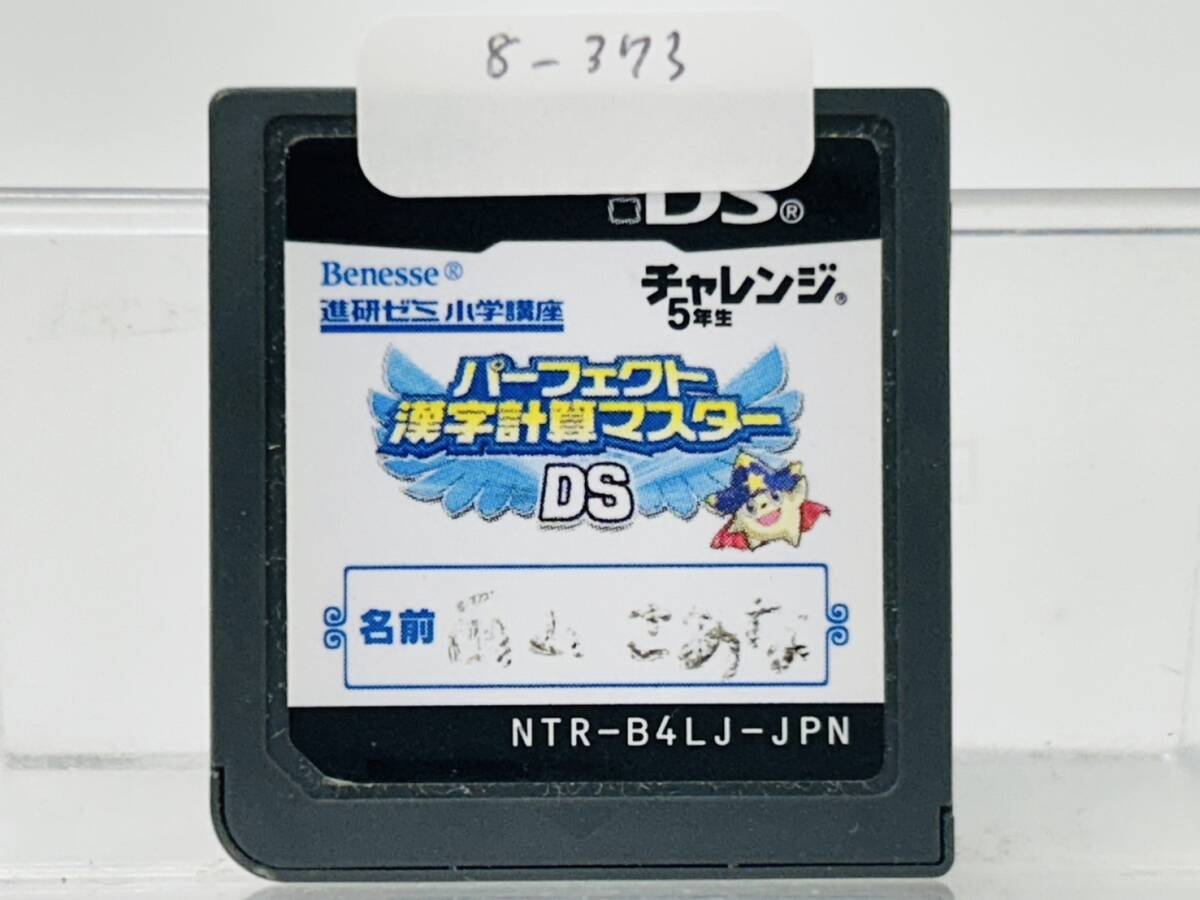 8-373
DS®
Benesse®
進研ゼミ 小学講座
チャレンジ®
5年生
パーフェクト
漢字計算マスター
DS
名前
NTR-B4LJ-JPN